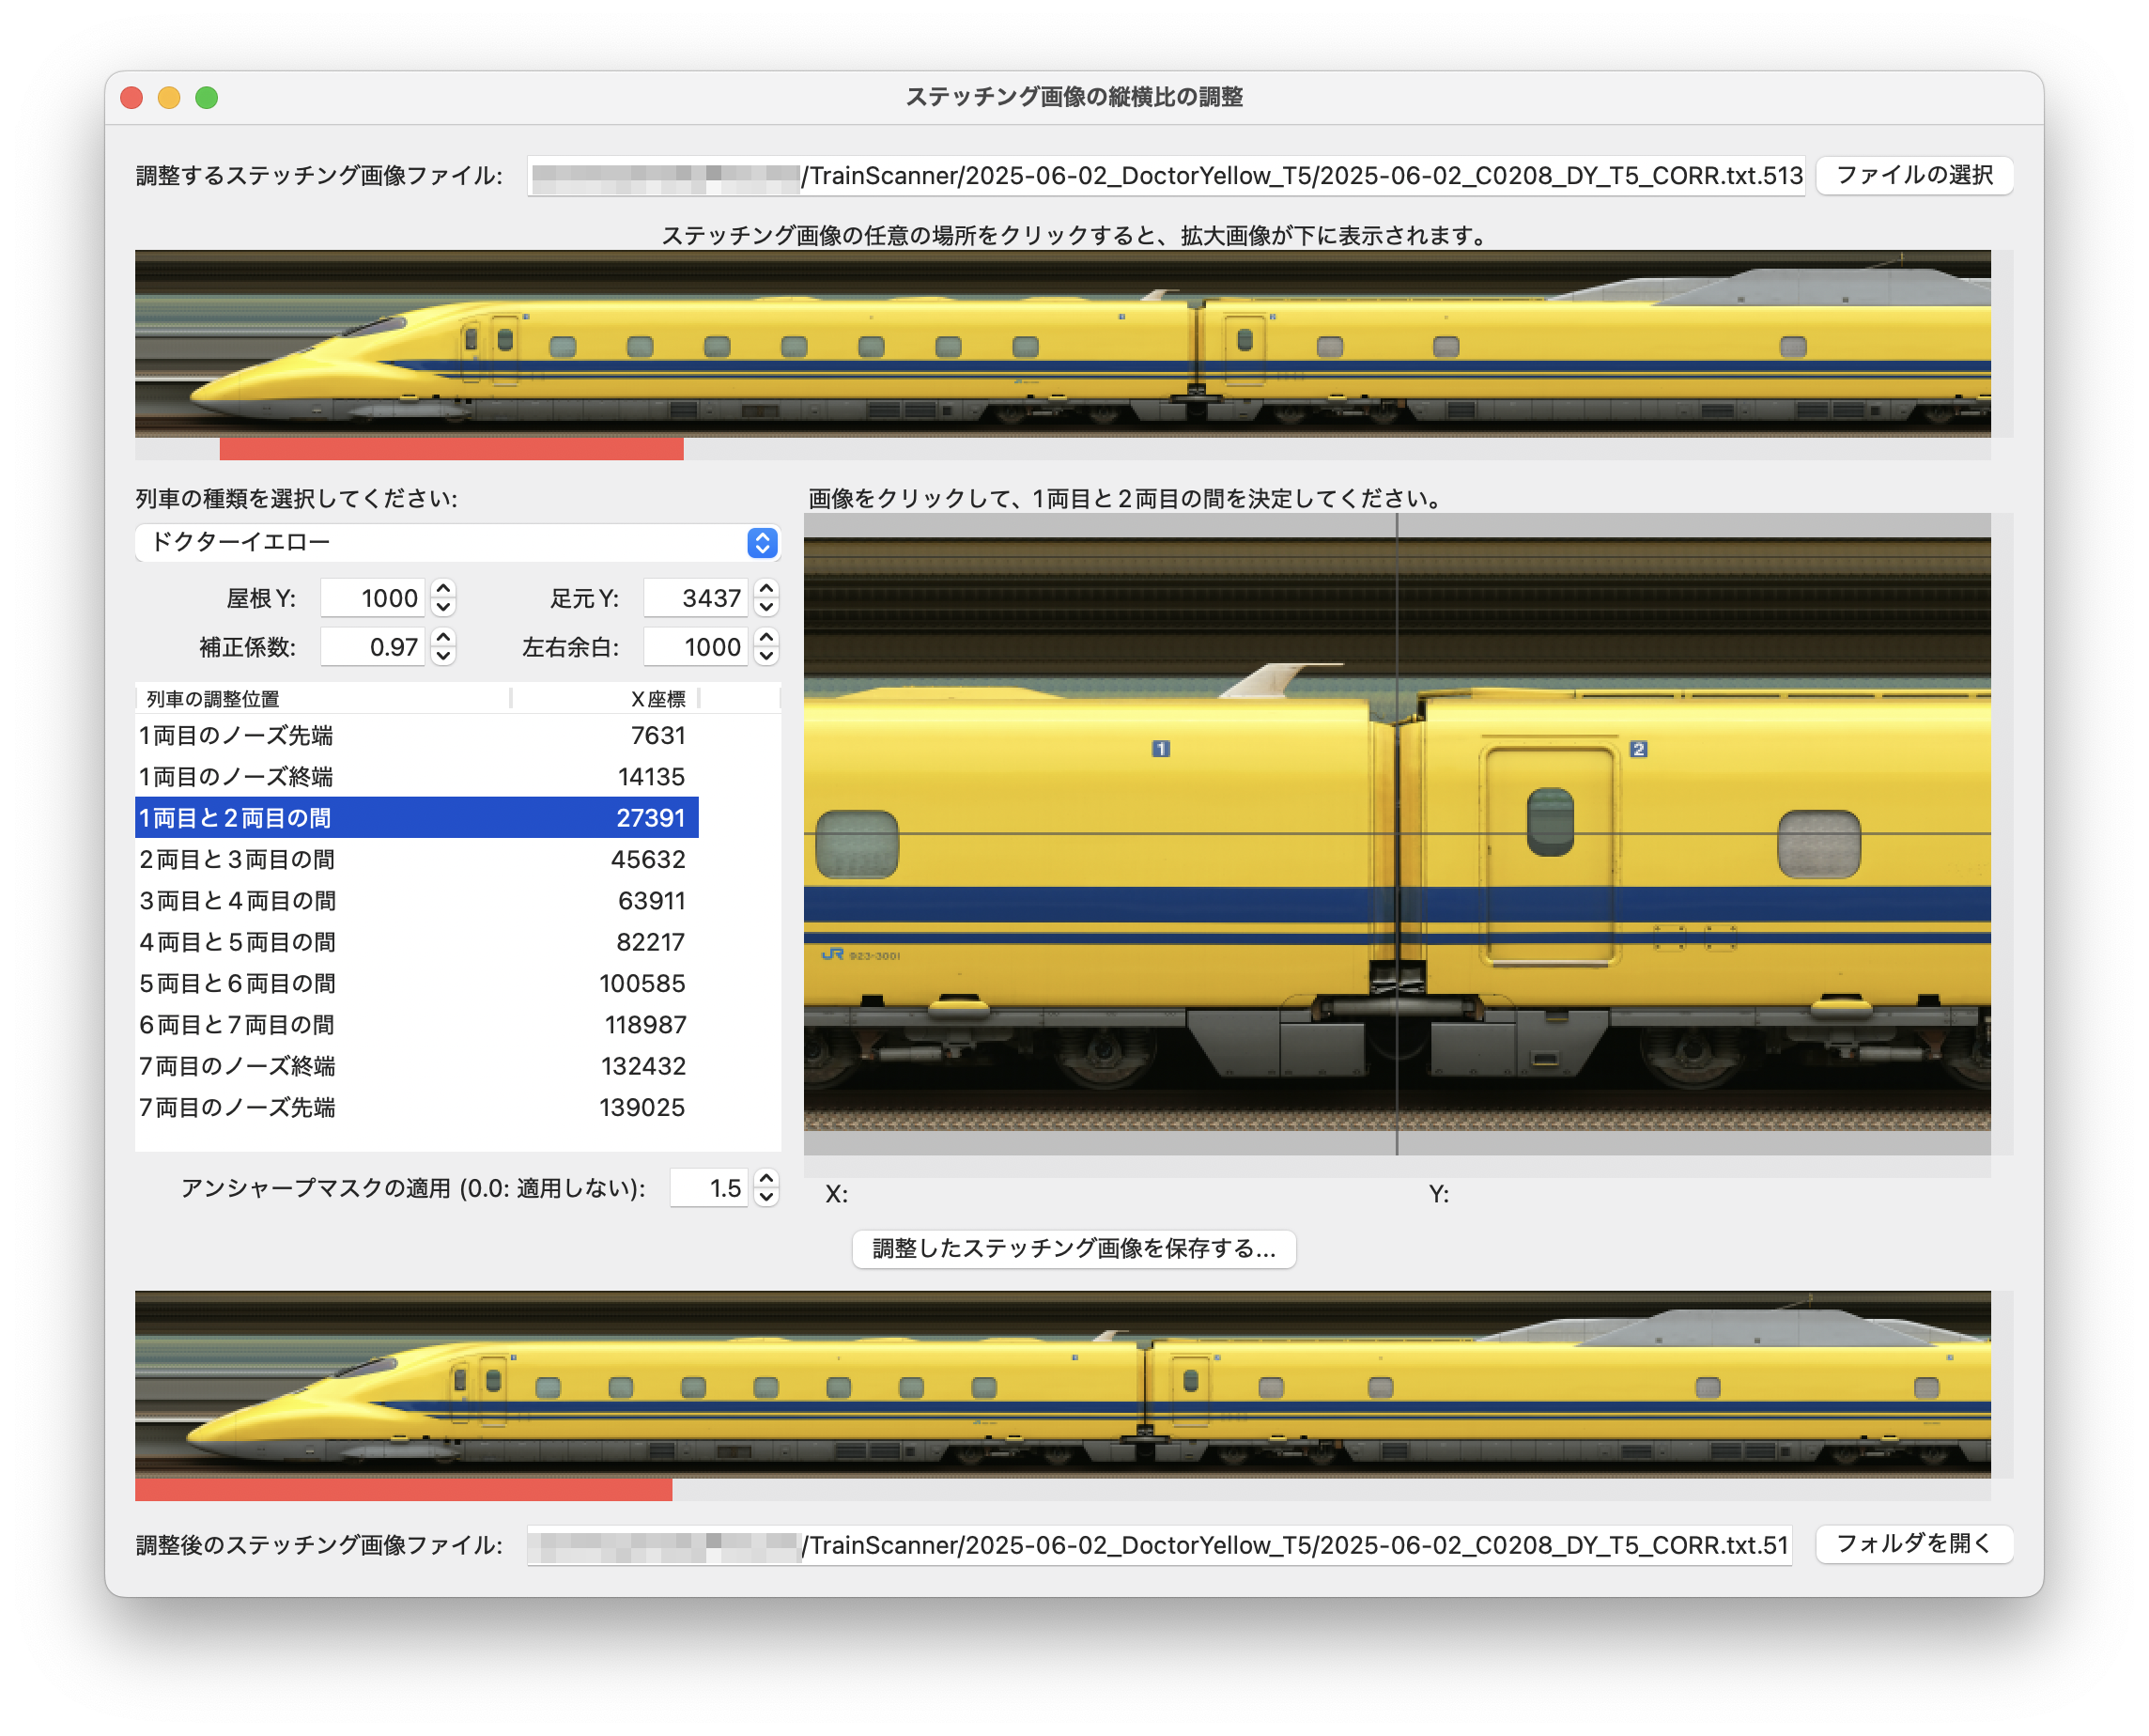 ステッチング画像の縦横比の調整
調整するステッチング画像ファイル: /TrainScanner/2025-06-02_DoctorYellow_T5/2025-06-02_C0208_DY_T5_CORR.txt.513 ファイルの選択
ステッチング画像の任意の場所をクリックすると、拡大画像が下に表示されます。
列車の種類を選択してください:
ドクターイエロー
屋根Y: 1000 足元Y: 3437
補正係数: 0.97 左右余白: 1000
列車の調整位置 X座標
1両目のノーズ先端 7631
1両目のノーズ終端 14135
1両目と2両目の間 27391
2両目と3両目の間 45632
3両目と4両目の間 63911
4両目と5両目の間 82217
5両目と6両目の間 100585
6両目と7両目の間 118987
7両目のノーズ終端 132432
7両目のノーズ先端 139025
アンシャープマスクの適用 (0.0: 適用しない): 1.5
画像をクリックして、1両目と2両目の間を決定してください。
1 2
JR 923-3001
X: Y:
調整したステッチング画像を保存する...
調整後のステッチング画像ファイル: /TrainScanner/2025-06-02_DoctorYellow_T5/2025-06-02_C0208_DY_T5_CORR.txt.51 フォルダを開く